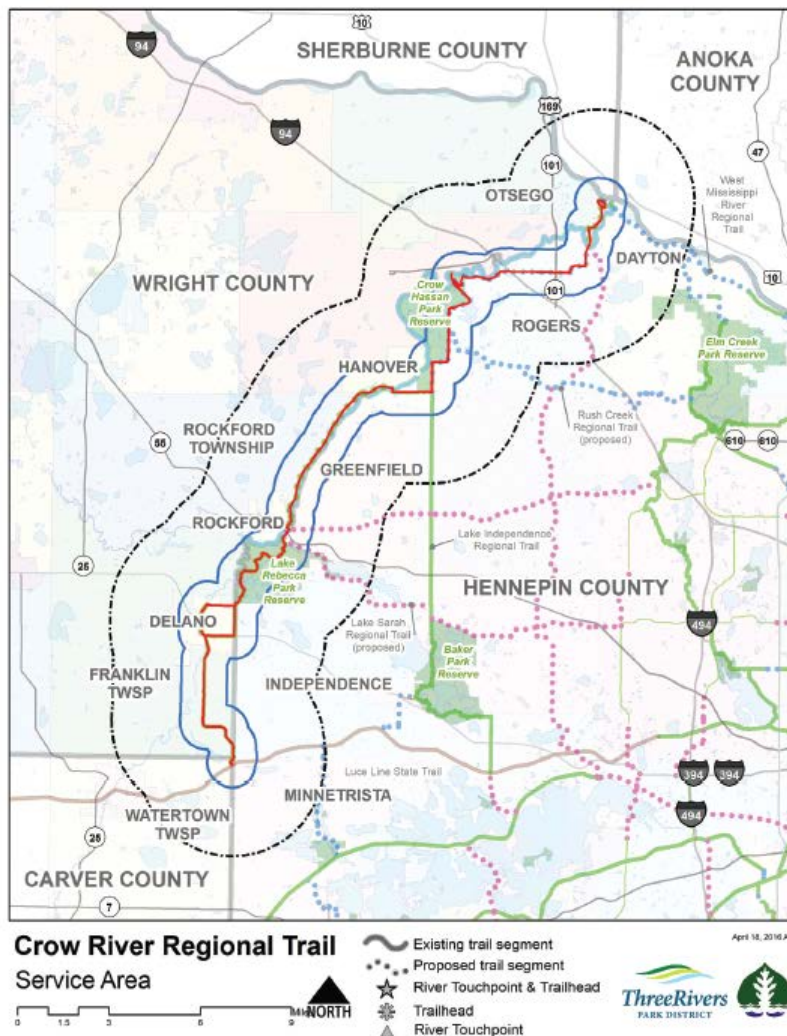 10
94
SHERBURNE COUNTY
ANOKA
COUNTY
169
94
101
47
West
Mississippi
River
Regional
Trail
OTSEGO
WRIGHT COUNTY
DAYTON
10
Crow
Hassan
Park
Reserve
101
ROGERS
Elm Creek
Park Reserve
HANOVER
Rush Creek
Regional Trail
(proposed)
610 610
ROCKFORD
TOWNSHIP
55
GREENFIELD
ROCKFORD
Lake Independence
Regional Trail
25
Lake
Rebecca
Park
Reserve
HENNEPIN COUNTY
DELANO
Lake Sarah
Regional Trail
(proposed)
494
Baker
Park
Reserve
FRANKLIN
TWSP
INDEPENDENCE
Luce Line State Trail
394 394
MINNETRISTA
494
WATERTOWN
TWSP
25
CARVER COUNTY
7
Crow River Regional Trail
Service Area
0 1.5 3 6 9
Miles
NORTH
Existing trail segment
Proposed trail segment
River Touchpoint & Trailhead
Trailhead
River Touchpoint
April 18, 2016
ThreeRivers
PARK DISTRICT